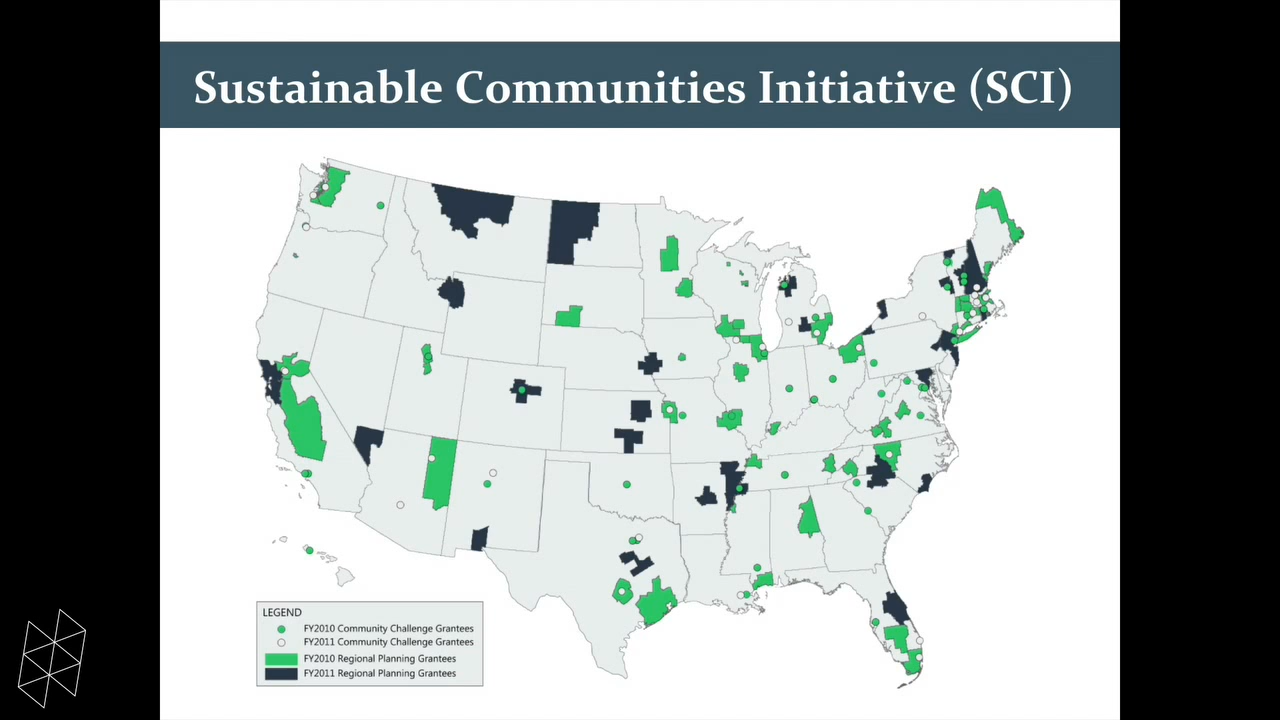 Sustainable Communities Initiative (SCI)
LEGEND
FY2010 Community Challenge Grantees
FY2011 Community Challenge Grantees
FY2010 Regional Planning Grantees
FY2011 Regional Planning Grantees